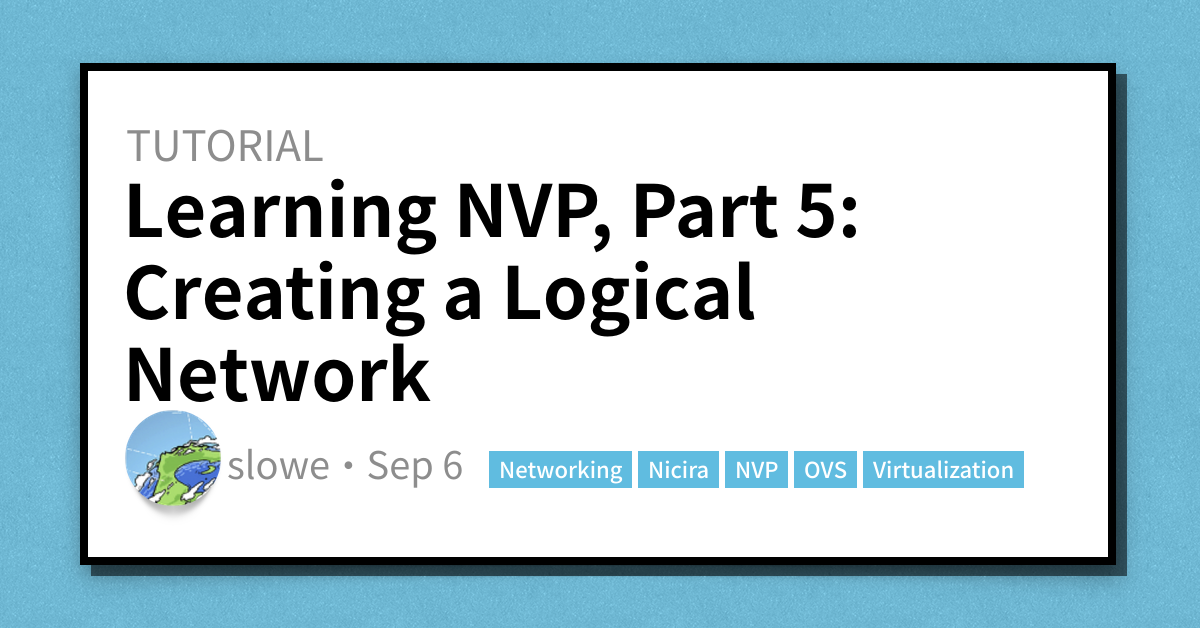 TUTORIAL
Learning NVP, Part 5:
Creating a Logical
Network
slowe • Sep 6 Networking Nicira NVP OVS Virtualization